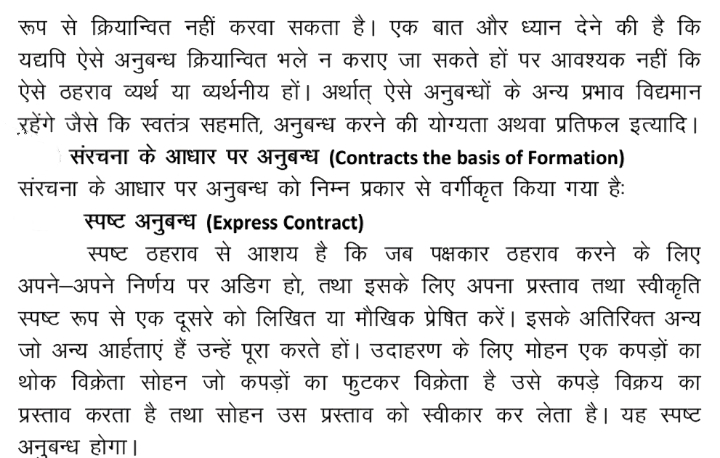 रूप से क्रियान्वित नहीं करवा सकता है। एक बात और ध्यान देने की है कि
यद्यपि ऐसे अनुबन्ध क्रियान्वित भले न कराए जा सकते हों पर आवश्यक नहीं कि
ऐसे ठहराव व्यर्थ या व्यर्थनीय हों। अर्थात् ऐसे अनुबन्धों के अन्य प्रभाव विद्यमान
रहेंगे जैसे कि स्वतंत्र सहमति, अनुबन्ध करने की योग्यता अथवा प्रतिफल इत्यादि।
संरचना के आधार पर अनुबन्ध (Contracts the basis of Formation)
संरचना के आधार पर अनुबन्ध को निम्न प्रकार से वर्गीकृत किया गया हैः
स्पष्ट अनुबन्ध (Express Contract)
स्पष्ट ठहराव से आशय है कि जब पक्षकार ठहराव करने के लिए
अपने–अपने निर्णय पर अडिग हो, तथा इसके लिए अपना प्रस्ताव तथा स्वीकृति
स्पष्ट रूप से एक दूसरे को लिखित या मौखिक प्रेषित करें। इसके अतिरिक्त अन्य
जो अन्य आर्हताएं हैं उन्हें पूरा करते हों। उदाहरण के लिए मोहन एक कपड़ों का
थोक विक्रेता सोहन जो कपड़ों का फुटकर विक्रेता है उसे कपड़े विक्रय का
प्रस्ताव करता है तथा सोहन उस प्रस्ताव को स्वीकार कर लेता है। यह स्पष्ट
अनुबन्ध होगा।